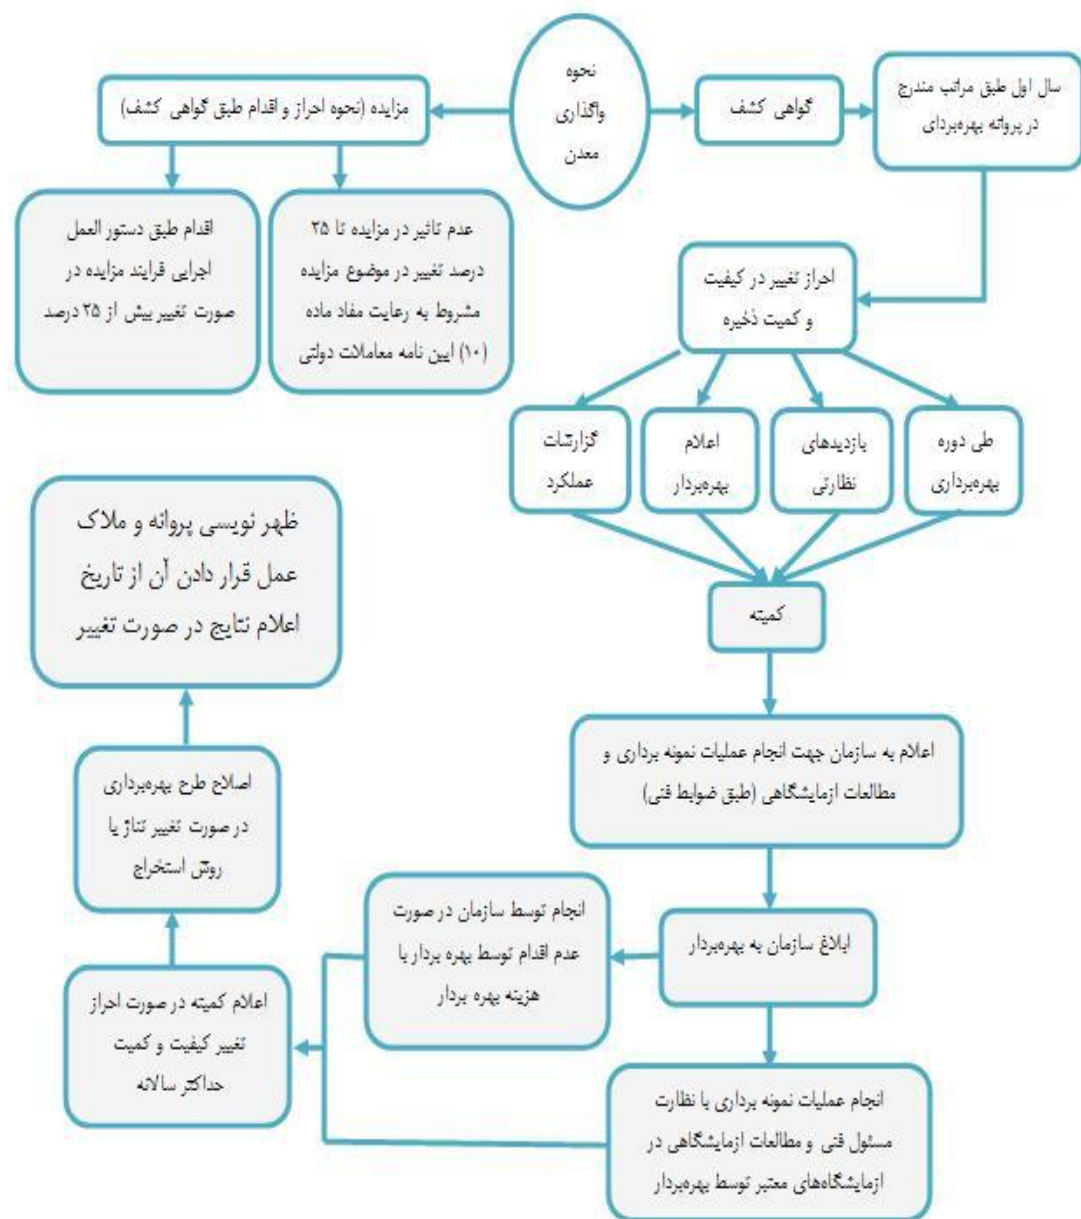 نحوه
واگذاری
معدن
گواهی کشف
سال اول طبق مراتب مندرج
در پروانه بهره‌بردای
مزایده (نحوه احراز و اقدام طبق گواهی کشف)
عدم تاثیر در مزایده تا ۲۵
درصد تغییر در موضوع مزایده
مشروط به رعایت مفاد ماده
(۱۰) ایین نامه معاملات دولتی
اقدام طبق دستور العمل
اجرایی فرایند مزایده در
صورت تغییر بیش از ۲۵ درصد
احراز تغییر در کیفیت
و کمیت ذخیره
طی دوره
بهره‌برداری
بازدیدهای
نظارتی
اعلام
بهره‌بردار
گزارشات
عملکرد
کمیته
اعلام به سازمان جهت انجام عملیات نمونه برداری و
مطالعات ازمایشگاهی (طبق ضوابط فنی)
ابلاغ سازمان به بهره‌بردار
انجام توسط سازمان در صورت
عدم اقدام توسط بهره بردار با
هزینه بهره بردار
انجام عملیات نمونه برداری با نظارت
مسئول فنی و مطالعات ازمایشگاهی در
ازمایشگاه‌های معتبر توسط بهره‌بردار
اعلام کمیته در صورت احراز
تغییر کیفیت و کمیت
حداکثر سالانه
اصلاح طرح بهره‌برداری
در صورت تغییر تناژ یا
روش استخراج
ظهر نویسی پروانه و ملاک
عمل قرار دادن آن از تاریخ
اعلام نتایج در صورت تغییر